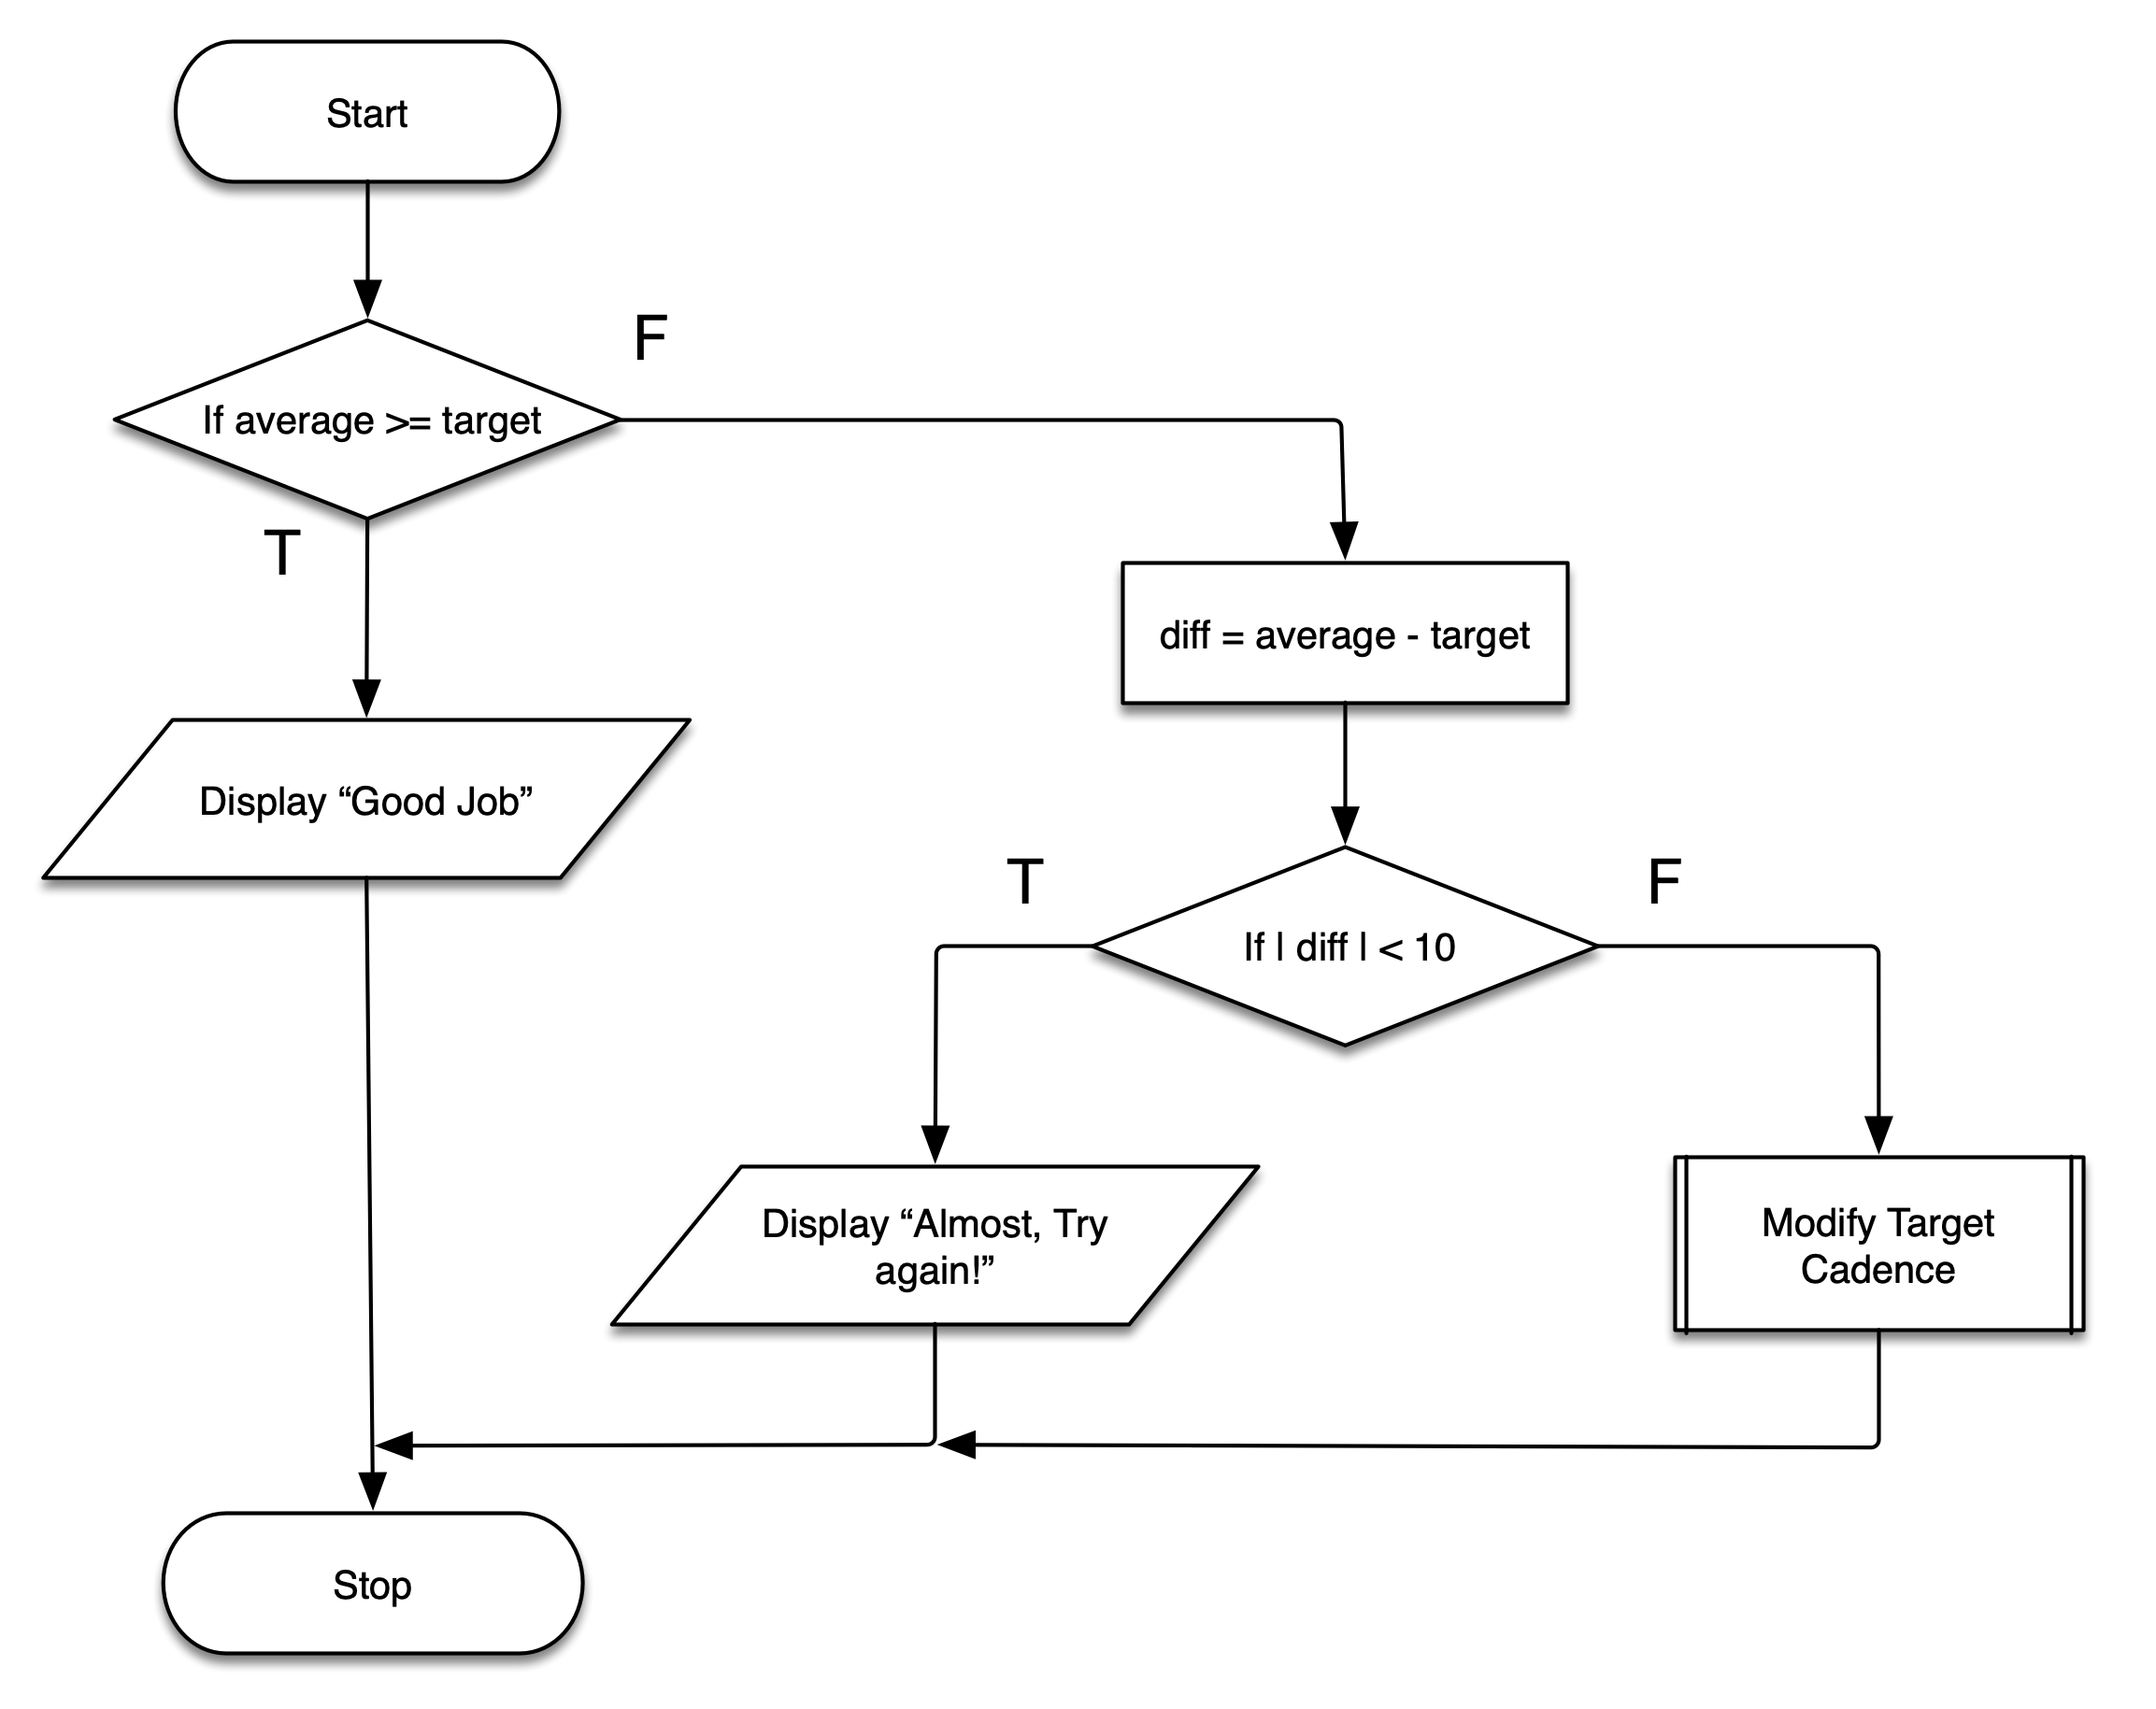 Start
If average >= target
F
T
diff = average - target
Display “Good Job”
T
F
If | diff | < 10
Display “Almost, Try
again!”
Modify Target
Cadence
Stop